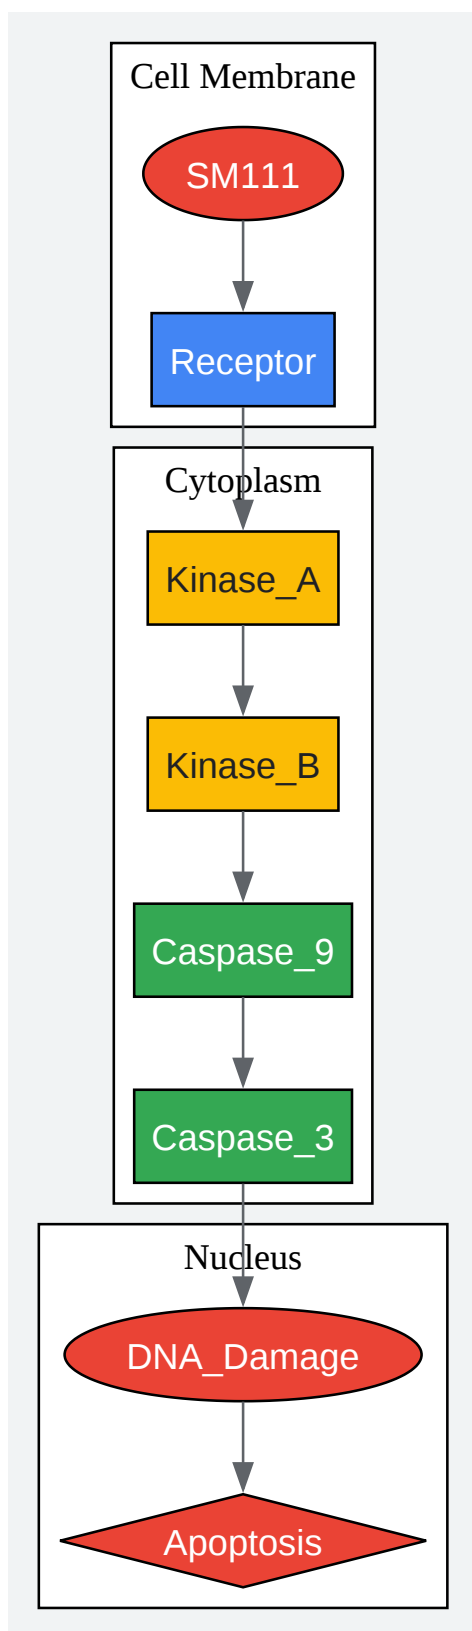 Cell Membrane
SM111
Receptor
Cytoplasm
Kinase_A
Kinase_B
Caspase_9
Caspase_3
Nucleus
DNA_Damage
Apoptosis